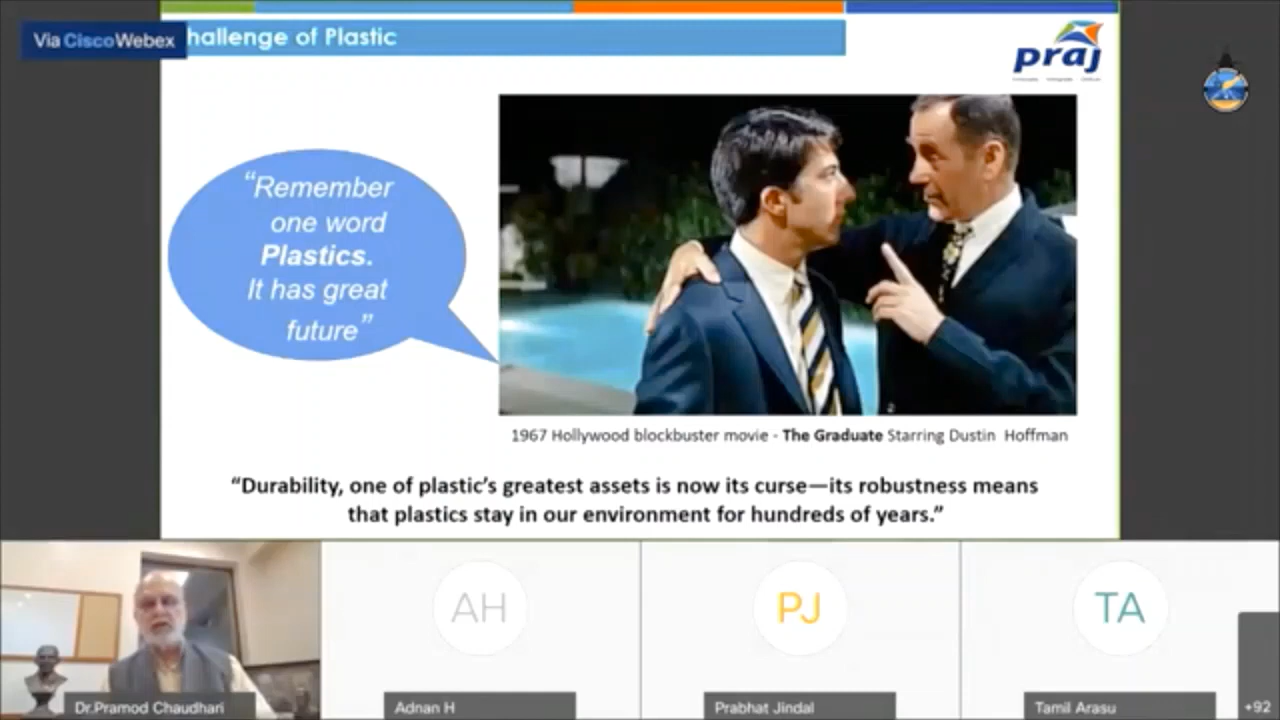 Via CiscoWebex
hallenge of Plastic
praj
“Remember
one word
Plastics.
It has great
future”
1967 Hollywood blockbuster movie - The Graduate Starring Dustin Hoffman
“Durability, one of plastic’s greatest assets is now its curse—its robustness means
that plastics stay in our environment for hundreds of years.”
AH
PJ
TA
Dr.Pramod Chaudhari
Adnan H
Prabhat Jindal
Tamil Arasu
+92